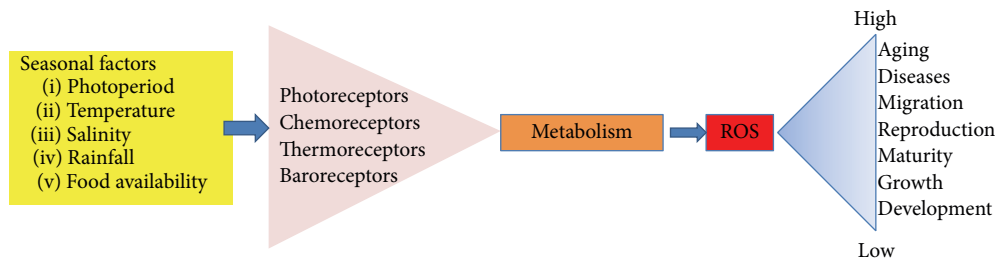 Seasonal factors
(i) Photoperiod
(ii) Temperature
(iii) Salinity
(iv) Rainfall
(v) Food availability
Photoreceptors
Chemoreceptors
Thermoreceptors
Baroreceptors
Metabolism
ROS
High
Aging
Diseases
Migration
Reproduction
Maturity
Growth
Development
Low